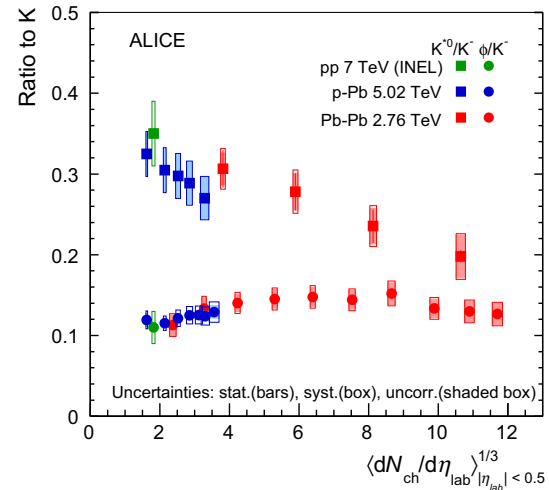 Ratio to K
0.5
0.4
0.3
0.2
0.1
0
ALICE
K*0/K- ϕ/K-
pp 7 TeV (INEL)
p-Pb 5.02 TeV
Pb-Pb 2.76 TeV
Uncertainties: stat.(bars), syst.(box), uncorr.(shaded box)
0 2 4 6 8 10 12
⟨dNch/dηlab⟩1/3|ηlab| < 0.5